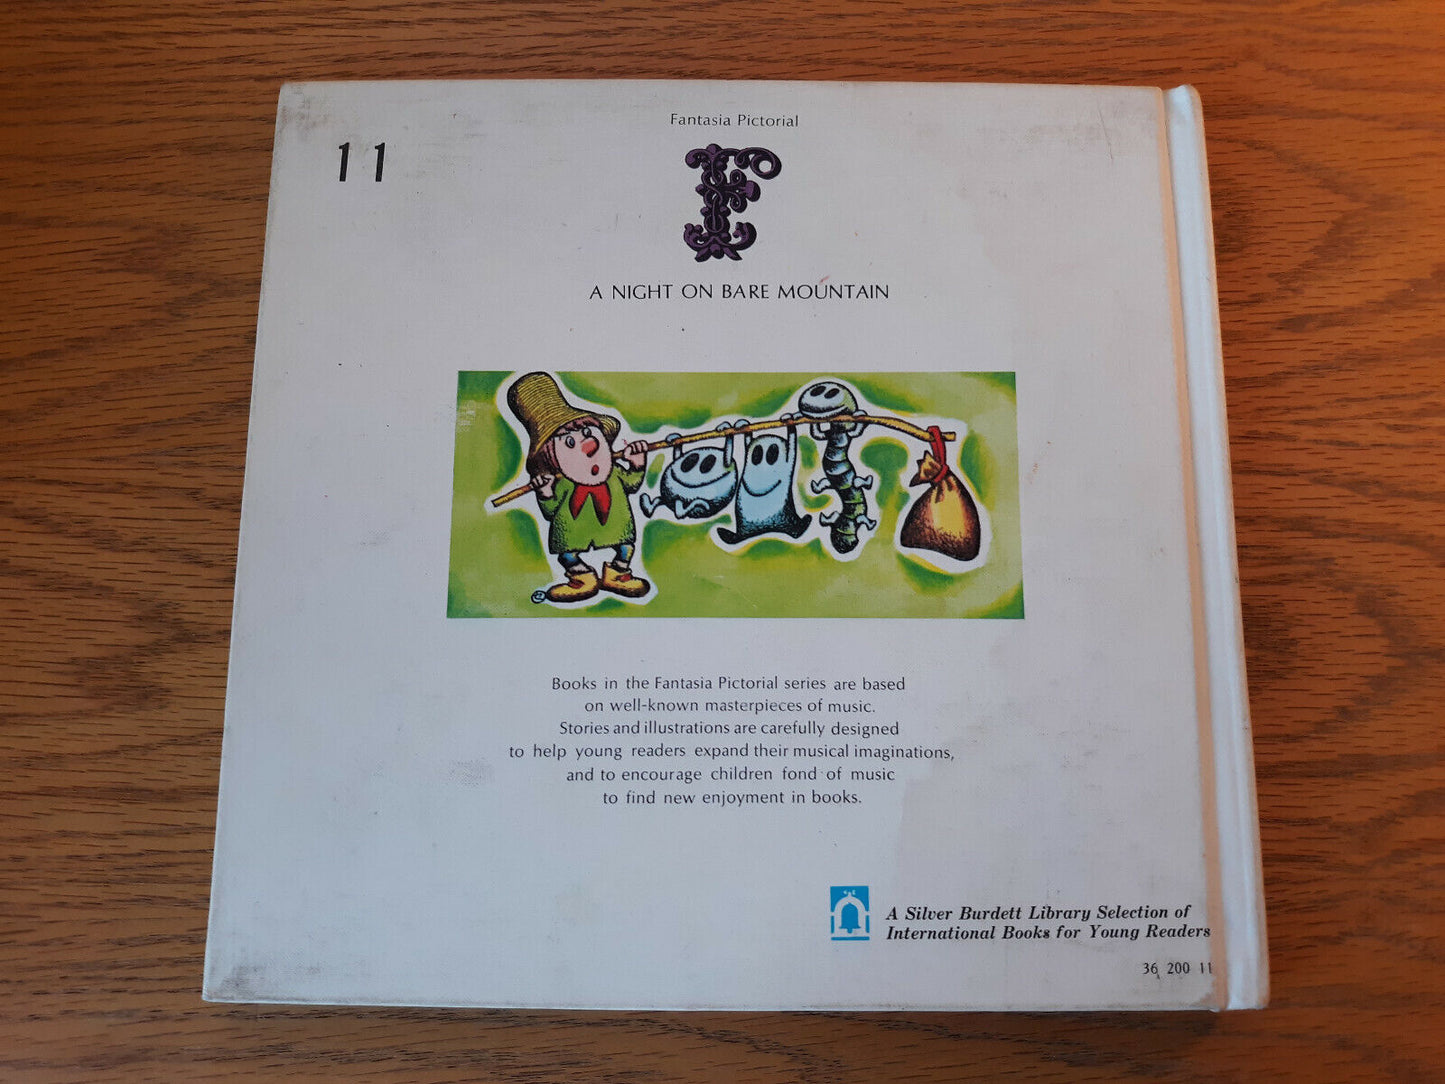 Fantasia Pictorial
11
F
A NIGHT ON BARE MOUNTAIN
Books in the Fantasia Pictorial series are based
on well-known masterpieces of music.
Stories and illustrations are carefully designed
to help young readers expand their musical imaginations,
and to encourage children fond of music
to find new enjoyment in books.
A Silver Burdett Library Selection of
International Books for Young Readers
36 200 11